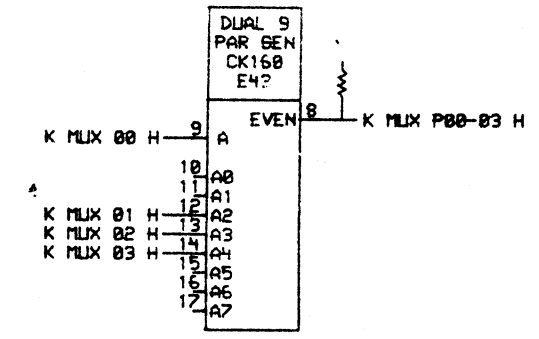 DUAL 9
PAR GEN
CK160
EVEN 8 K MUX P00-03 H
K MUX 00 H 9 A
10 A0
11 A1
K MUX 01 H 12 A2
K MUX 02 H 13 A3
K MUX 03 H 14 A4
15 A5
16 A6
17 A7